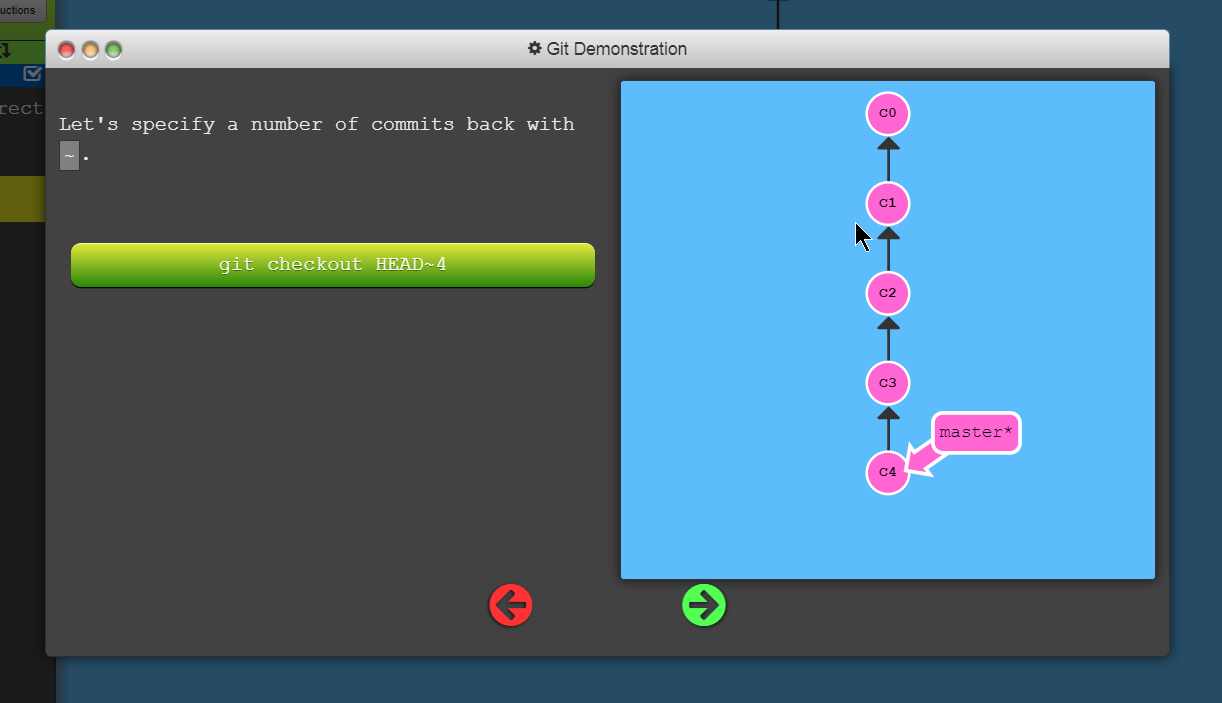 uctions
Git Demonstration
rect
Let's specify a number of commits back with
~.
git checkout HEAD~4
C0
C1
C2
C3
master*
C4